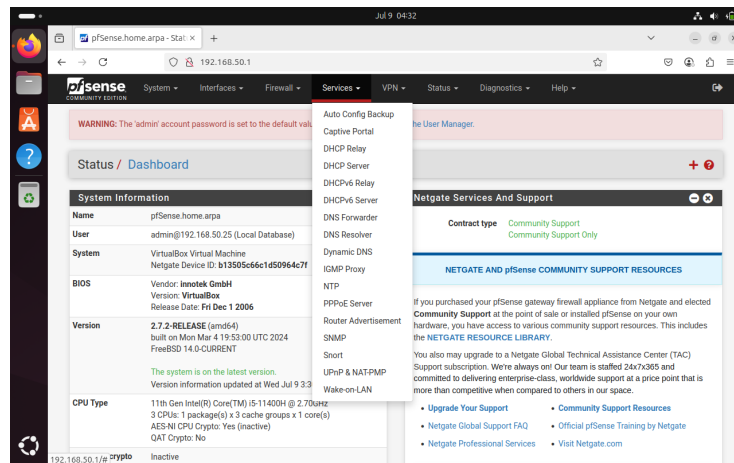 Jul 9 04:32
pfSense.home.arpa - Stat
192.168.50.1
pfsense
COMMUNITY EDITION
System
Interfaces
Firewall
Services
VPN
Status
Diagnostics
Help
WARNING: The 'admin' account password is set to the default
the User Manager.
Auto Config Backup
Captive Portal
DHCP Relay
DHCP Server
DHCPv6 Relay
DHCPv6 Server
DNS Forwarder
DNS Resolver
Dynamic DNS
IGMP Proxy
NTP
PPPoE Server
Router Advertisement
SNMP
Snort
UPnP & NAT-PMP
Wake-on-LAN
Status / Dashboard
System Information
Name pfSense.home.arpa
User admin@192.168.50.25 (Local Database)
System VirtualBox Virtual Machine
Netgate Device ID: b13505c66c1d50964c7f
BIOS Vendor: innotek GmbH
Version: VirtualBox
Release Date: Fri Dec 1 2006
Version 2.7.2-RELEASE (amd64)
built on Mon Mar 4 19:53:00 UTC 2024
FreeBSD 14.0-CURRENT
The system is on the latest version.
Version information updated at Wed Jul 9 3:3
CPU Type 11th Gen Intel(R) Core(TM) i5-11400H @ 2.70GHz
3 CPUs: 1 package(s) x 3 cache groups x 1 core(s)
AES-NI CPU Crypto: Yes (inactive)
QAT Crypto: No
crypto Inactive
192.168.50.1/#
Netgate Services And Support
Contract type Community Support
Community Support Only
NETGATE AND pfSense COMMUNITY SUPPORT RESOURCES
If you purchased your pfSense gateway firewall appliance from Netgate and elected
Community Support at the point of sale or installed pfSense on your own
hardware, you have access to various community support resources. This includes
the NETGATE RESOURCE LIBRARY.
You also may upgrade to a Netgate Global Technical Assistance Center (TAC)
Support subscription. We're always on! Our team is staffed 24x7x365 and
committed to delivering enterprise-class, worldwide support at a price point that is
more than competitive when compared to others in our space.
Upgrade Your Support
Community Support Resources
Netgate Global Support FAQ
Official pfSense Training by Netgate
Netgate Professional Services
Visit Netgate.com